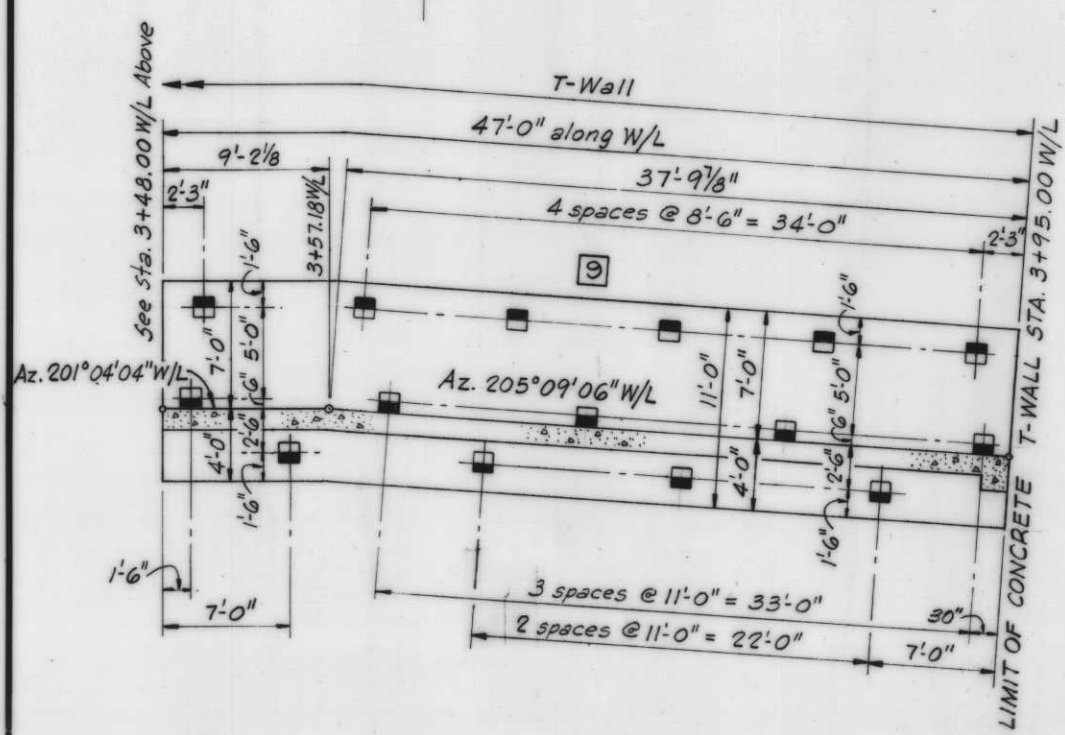 T-Wall
47'-0" along W/L
9'-2⅛
37'-9⅞"
2'-3"
4 spaces @ 8'-6" = 34'-0"
2'-3"
See Sta. 3+48.00 W/L Above
3+57.18 W/L
9
1'-6"
5'-0"
7'-0"
6"
2'-6"
4'-0"
1'-6"
Az. 201°04'04" W/L
Az. 205°09'06" W/L
11'-0"
7'-0"
4'-0"
1'-6"
5'-0"
6"
2'-6"
1'-6"
1'-6"
7'-0"
3 spaces @ 11'-0" = 33'-0"
30"
2 spaces @ 11'-0" = 22'-0"
7'-0"
LIMIT OF CONCRETE T-WALL STA. 3+95.00 W/L